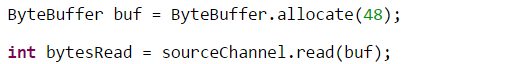 ByteBuffer buf = ByteBuffer.allocate(48);
int bytesRead = sourceChannel.read(buf);